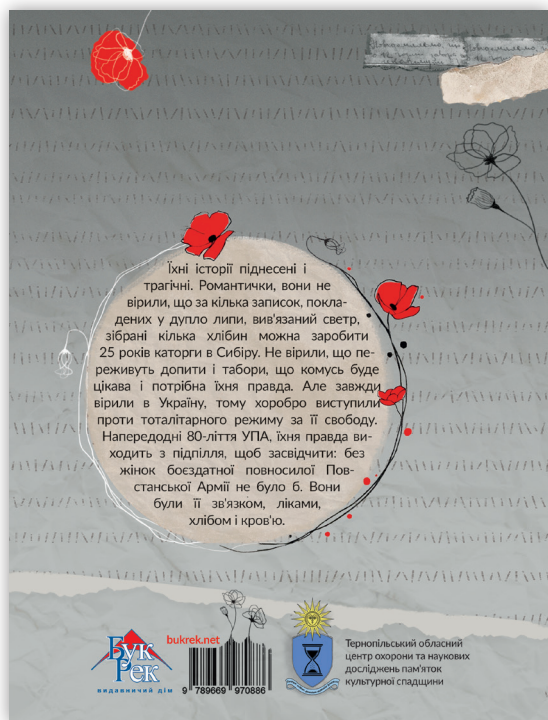 Їхні історії піднесені і
трагічні. Романтички, вони не
вірили, що за кілька записок, покла-
дених у дупло липи, вив'язаний светр,
зібрані кілька хлібин можна заробити
25 років каторги в Сибіру. Не вірили, що пе-
реживуть допити і табори, що комусь буде
цікава і потрібна їхня правда. Але завжди
вірили в Україну, тому хоробро виступили
проти тоталітарного режиму за її свободу.
Напередодні 80-ліття УПА, їхня правда ви-
ходить з підпілля, щоб засвідчити: без
жінок боєздатної повносилої Пов-
станської Армії не було б. Вони
були її зв'язком, ліками,
хлібом і кров'ю.
Бук
Рек
видавничий дім
bukrek.net
9 789669 970886
Тернопільський обласний
центр охорони та наукових
досліджень пам'яток
культурної спадщини